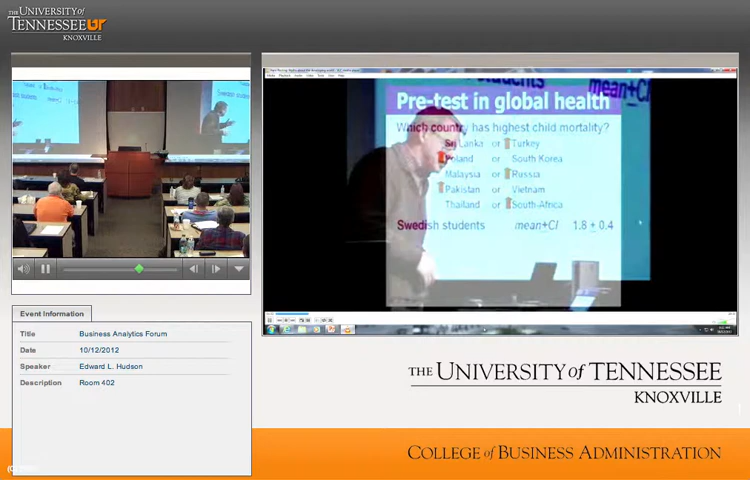 THE UNIVERSITY of
TENNESSEE UT
KNOXVILLE
Students
mean+CI
Pre-test in global health
Which country has highest child mortality?
Sri Lanka or Turkey
Poland or South Korea
Malaysia or Russia
Pakistan or Vietnam
Thailand or South-Africa
Swedish students mean+CI 1.8 ± 0.4
Event Information
Title Business Analytics Forum
Date 10/12/2012
Speaker Edward L. Hudson
Description Room 402
THE UNIVERSITY of TENNESSEE
KNOXVILLE
COLLEGE of BUSINESS ADMINISTRATION